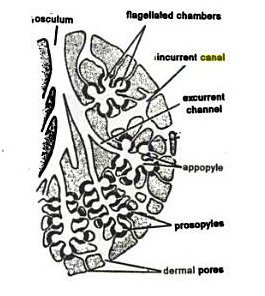 osculum
flagellated chambers
incurrent canal
excurrent
channel
appopyle
prosopyles
dermal pores